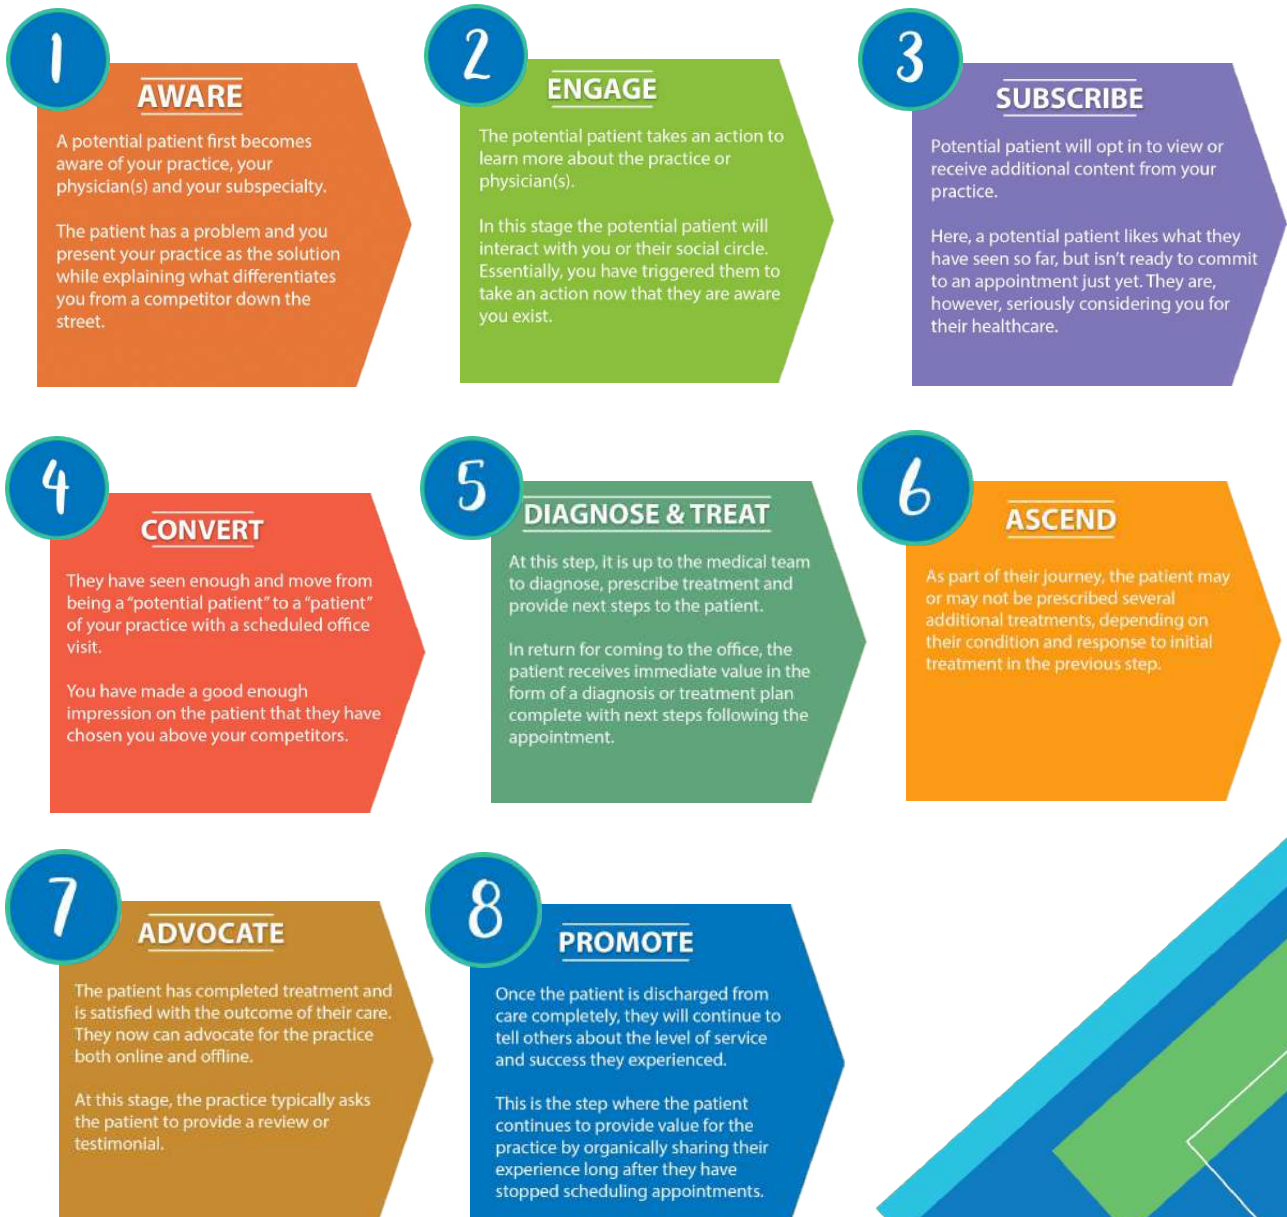 1
AWARE
A potential patient first becomes
aware of your practice, your
physician(s) and your subspecialty.
The patient has a problem and you
present your practice as the solution
while explaining what differentiates
you from a competitor down the
street.
2
ENGAGE
The potential patient takes an action to
learn more about the practice or
physician(s).
In this stage the potential patient will
interact with you or their social circle.
Essentially, you have triggered them to
take an action now that they are aware
you exist.
3
SUBSCRIBE
Potential patient will opt in to view or
receive additional content from your
practice.
Here, a potential patient likes what they
have seen so far, but isn't ready to commit
to an appointment just yet. They are,
however, seriously considering you for
their healthcare.
4
CONVERT
They have seen enough and move from
being a “potential patient” to a “patient”
of your practice with a scheduled office
visit.
You have made a good enough
impression on the patient that they have
chosen you above your competitors.
5
DIAGNOSE & TREAT
At this step, it is up to the medical team
to diagnose, prescribe treatment and
provide next steps to the patient.
In return for coming to the office, the
patient receives immediate value in the
form of a diagnosis or treatment plan
complete with next steps following the
appointment.
6
ASCEND
As part of their journey, the patient may
or may not be prescribed several
additional treatments, depending on
their condition and response to initial
treatment in the previous step.
7
ADVOCATE
The patient has completed treatment and
is satisfied with the outcome of their care.
They now can advocate for the practice
both online and offline.
At this stage, the practice typically asks
the patient to provide a review or
testimonial.
8
PROMOTE
Once the patient is discharged from
care completely, they will continue to
tell others about the level of service
and success they experienced.
This is the step where the patient
continues to provide value for the
practice by organically sharing their
experience long after they have
stopped scheduling appointments.